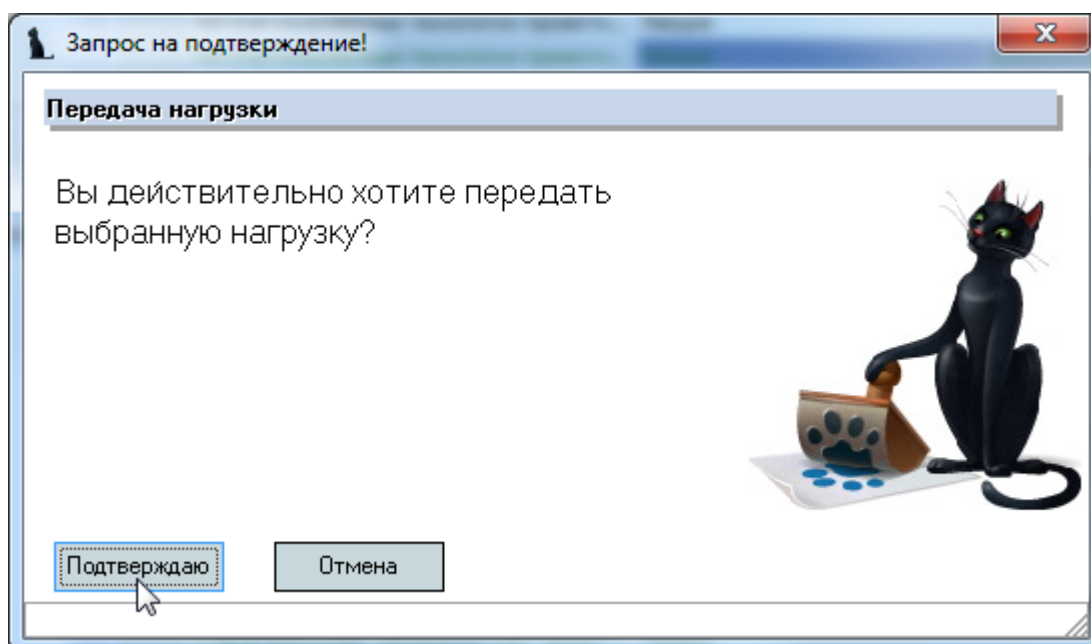 Запрос на подтверждение!
Передача нагрузки
Вы действительно хотите передать
выбранную нагрузку?
Подтверждаю
Отмена